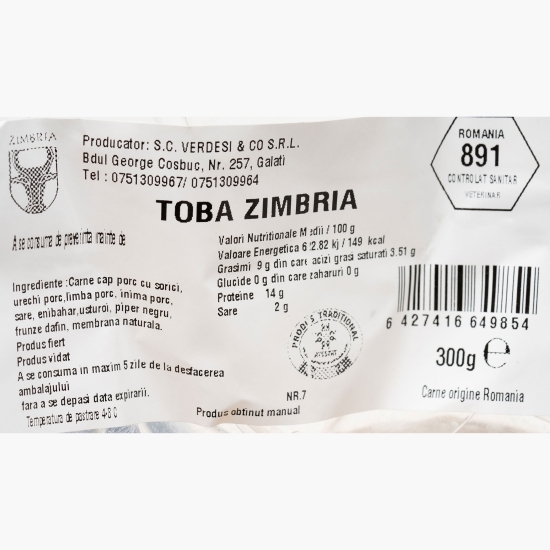 ZIMBRIA
Producator: S.C. VERDESI & CO S.R.L.
Bdul George Cosbuc, Nr. 257, Galati
Tel : 0751309967/ 0751309964
ROMANIA
891
CONTROLAT SANITAR
VETERINAR
TOBA ZIMBRIA
A se consuma de preverinta inainte de
Valori Nutritionale Medii / 100 g
Valoare Energetica 612.82 kj / 149 kcal
Grasimi 9 g din care acizi grasi saturati 3.51 g
Glucide 0 g din care zaharuri 0 g
Proteine 14 g
Sare 2 g
Ingrediente :Carne cap porc cu sorici,
urechi porc,limba porc, inima porc,
sare, enibahar,usturoi, piper negru,
frunze dafin, membrana naturala.
Produs fiert
Produs vidat
A se consuma in maxim 5 zile de la desfacerea
ambalajului
fara a se depasi data expirarii.
Temperatura de pastrare 4-8 C
PRODUS TRADITIONAL
NR.7
Produs obtinut manual
6 427416 649854
300g e
Carne origine Romania